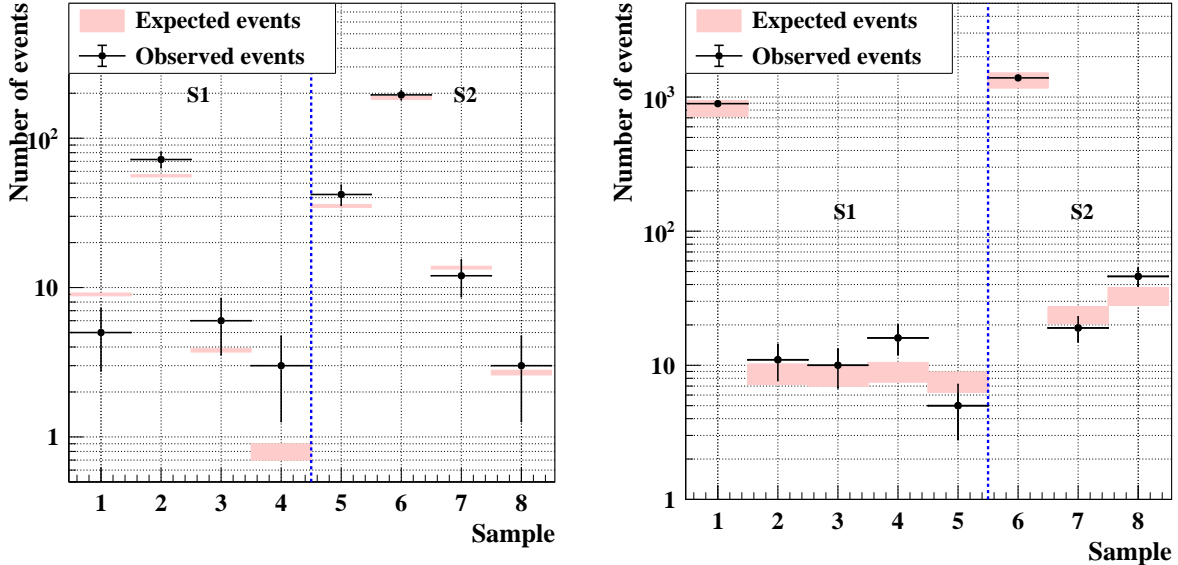 Number of events
Expected events
Observed events
S1
S2
10²
10
1
1 2 3 4 5 6 7 8
Sample
Number of events
Expected events
Observed events
S1
S2
10³
10²
10
1
1 2 3 4 5 6 7 8
Sample